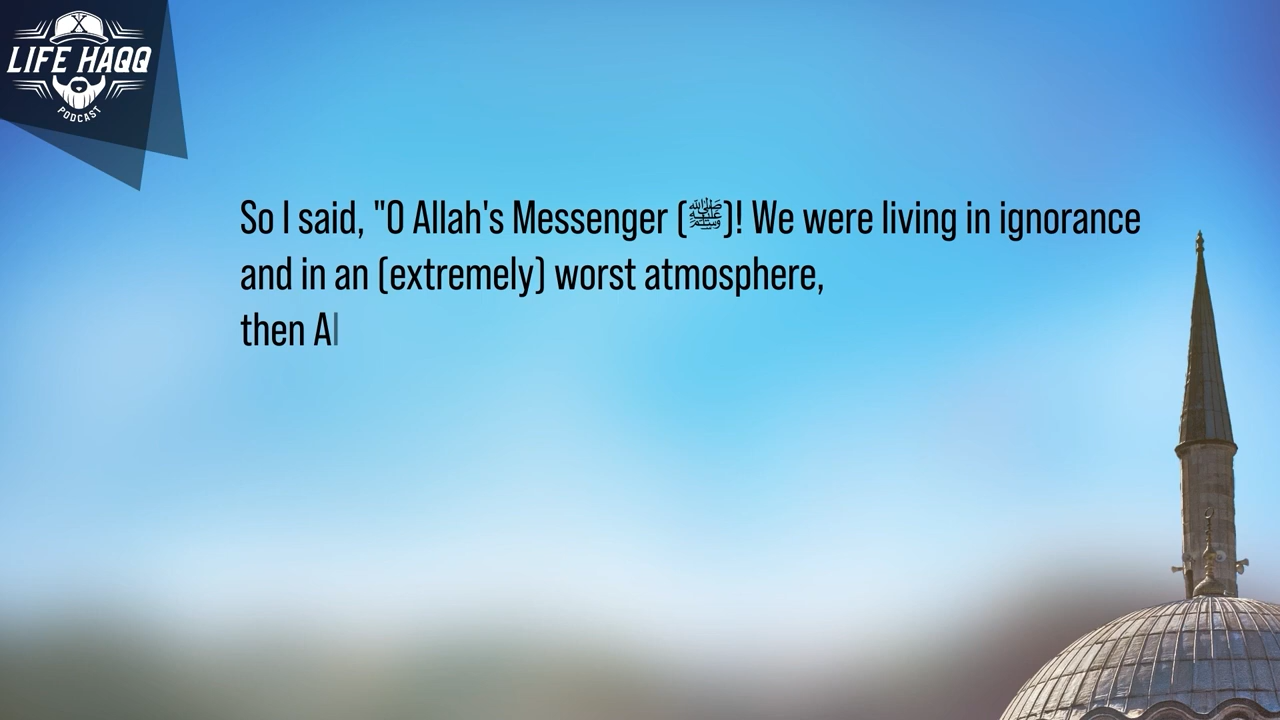 LIFE HAQQ
PODCAST
So I said, "O Allah's Messenger (ﷺ)! We were living in ignorance
and in an (extremely) worst atmosphere,
then Al